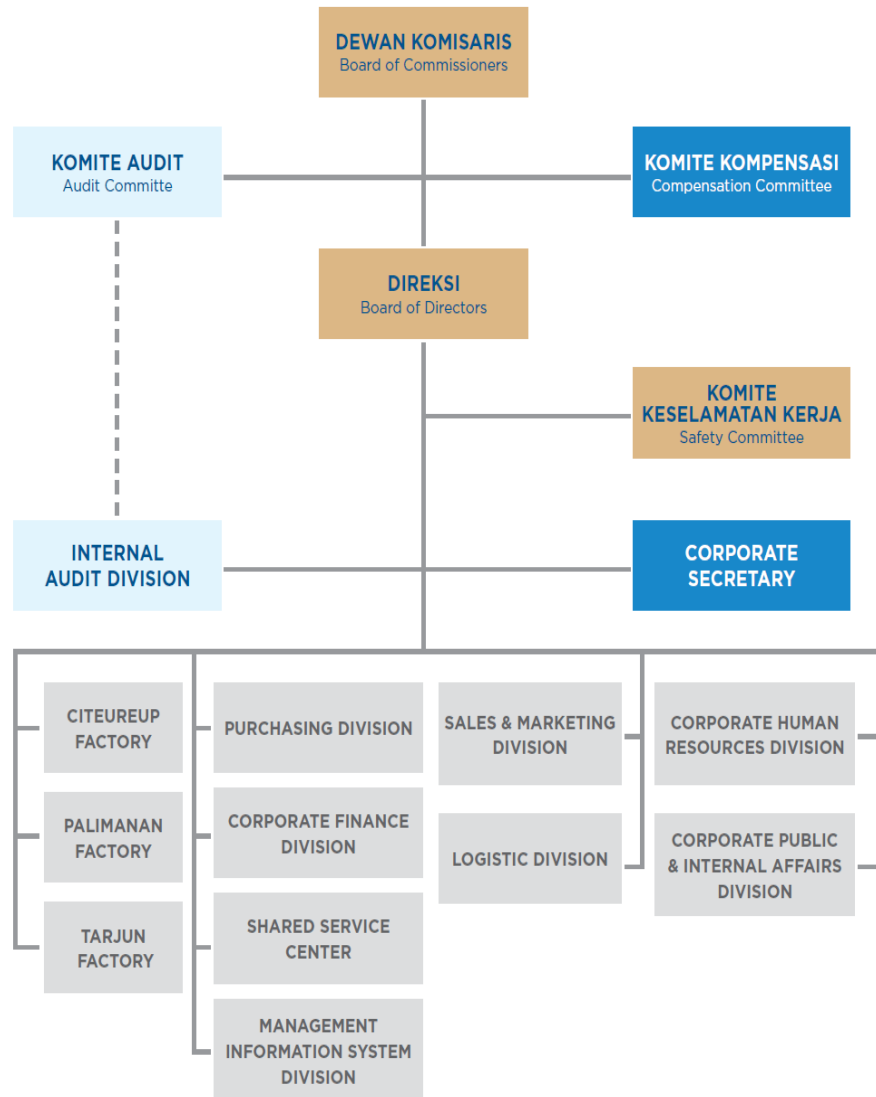 DEWAN KOMISARIS
Board of Commissioners
KOMITE AUDIT
Audit Committe
KOMITE KOMPENSASI
Compensation Committee
DIREKSI
Board of Directors
KOMITE
KESELAMATAN KERJA
Safety Committee
INTERNAL
AUDIT DIVISION
CORPORATE
SECRETARY
CITEUREUP
FACTORY
PALIMANAN
FACTORY
TARJUN
FACTORY
PURCHASING DIVISION
CORPORATE FINANCE
DIVISION
SHARED SERVICE
CENTER
MANAGEMENT
INFORMATION SYSTEM
DIVISION
SALES & MARKETING
DIVISION
LOGISTIC DIVISION
CORPORATE HUMAN
RESOURCES DIVISION
CORPORATE PUBLIC
& INTERNAL AFFAIRS
DIVISION